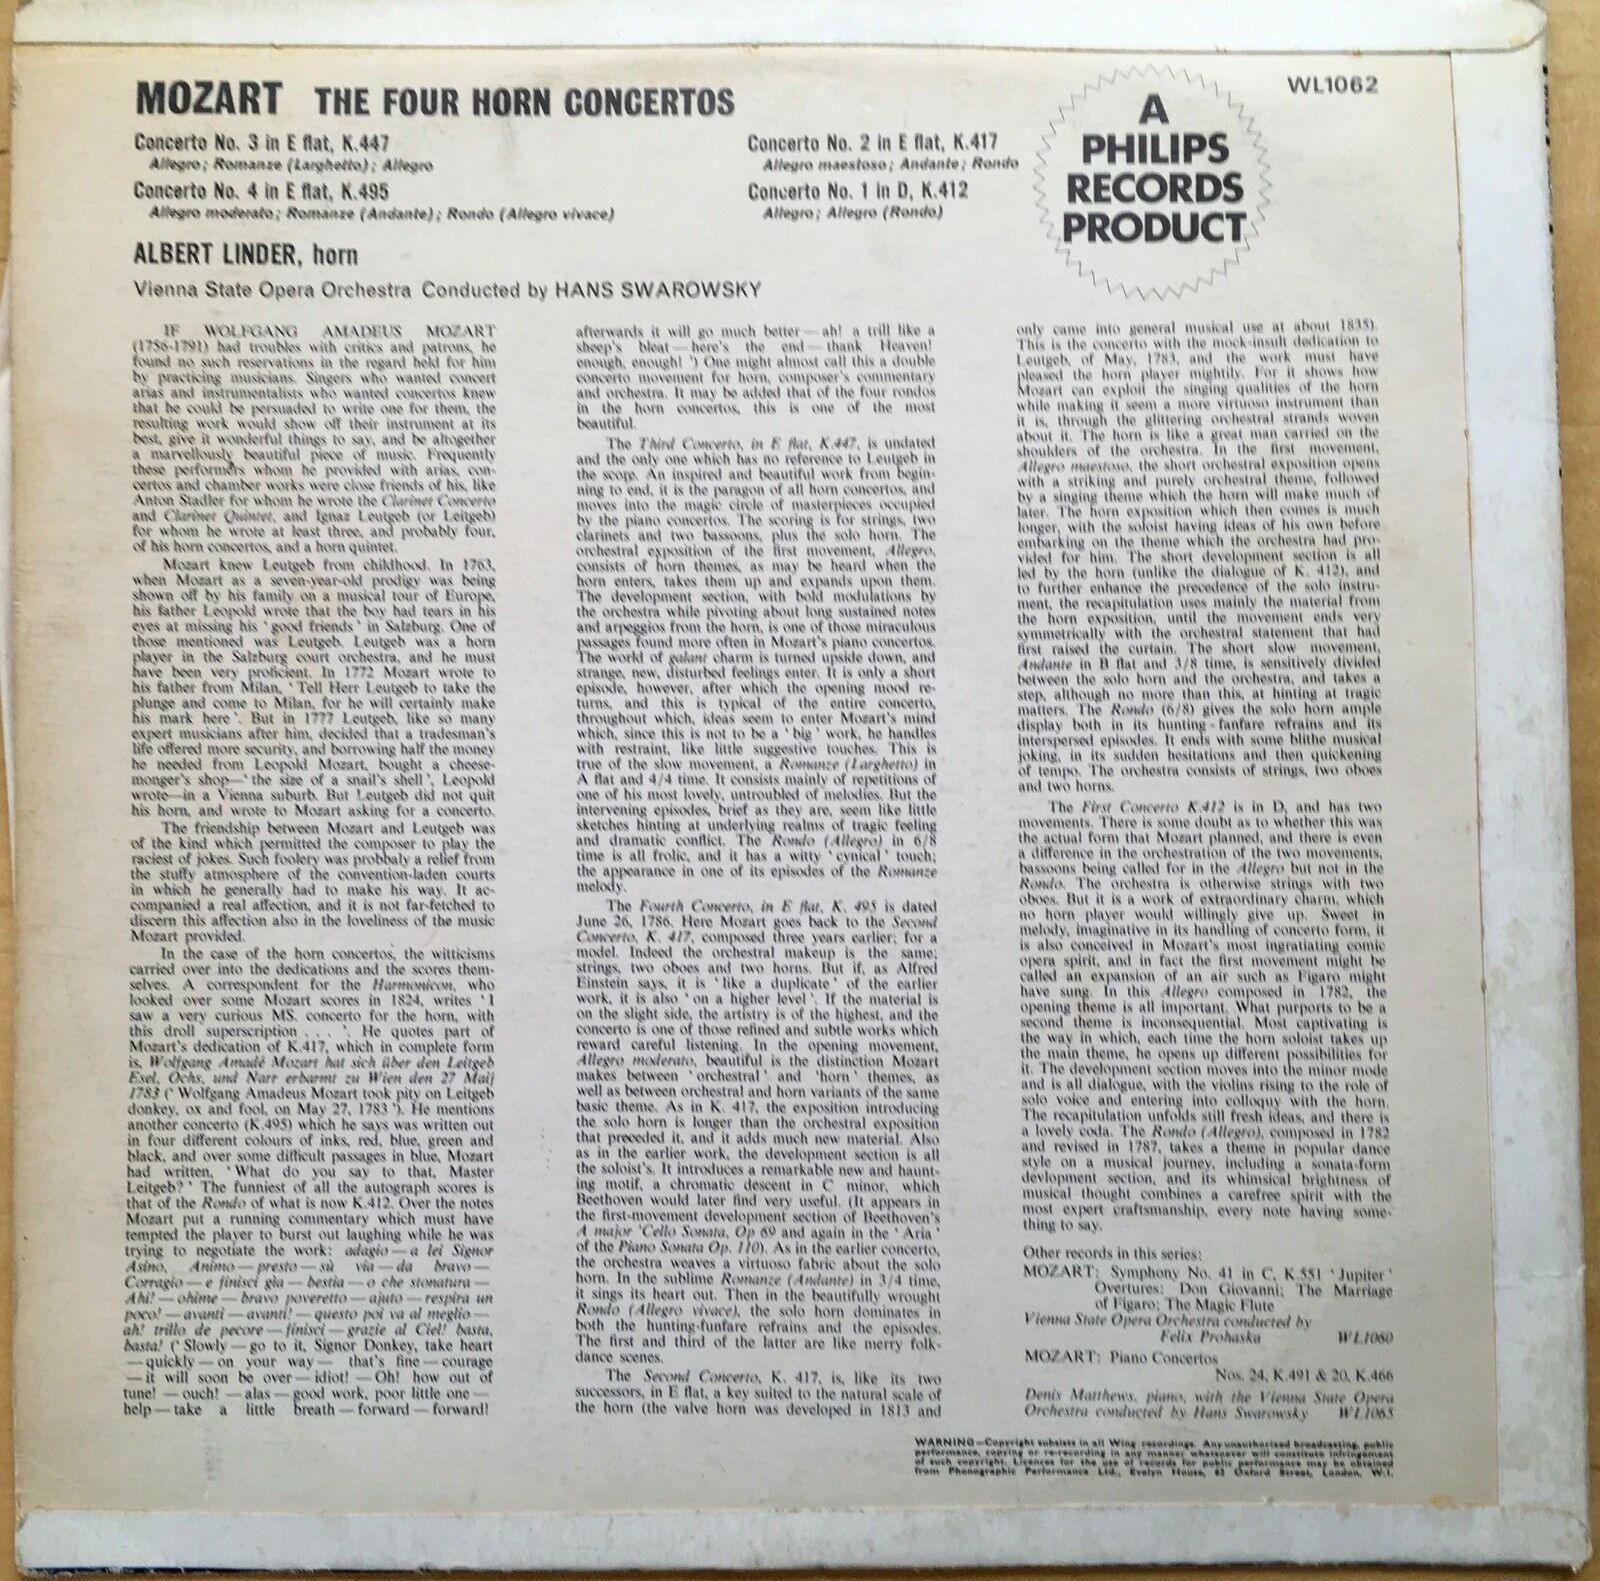 MOZART THE FOUR HORN CONCERTOS
WL1062
Concerto No. 3 in E flat, K.447
Allegro; Romanze (Larghetto); Allegro
Concerto No. 4 in E flat, K.495
Allegro moderato; Romanze (Andante); Rondo (Allegro vivace)
Concerto No. 2 in E flat, K.417
Allegro maestoso; Andante; Rondo
Concerto No. 1 in D, K.412
Allegro; Allegro (Rondo)
A
PHILIPS
RECORDS
PRODUCT
ALBERT LINDER, horn
Vienna State Opera Orchestra Conducted by HANS SWAROWSKY
IF WOLFGANG AMADEUS MOZART
(1756-1791) had troubles with critics and patrons, he
found no such reservations in the regard held for him
by practicing musicians. Singers who wanted concert
arias and instrumentalists who wanted concertos knew
that he could be persuaded to write one for them, the
resulting work would show off their instrument at its
best, give it wonderful things to say, and be altogether
a marvellously beautiful piece of music. Frequently
these performers whom he provided with arias, con-
certos and chamber works were close friends of his, like
Anton Stadler for whom he wrote the Clarinet Concerto
and Clarinet Quintet, and Ignaz Leutgeb (or Leitgeb)
for whom he wrote at least three, and probably four,
of his horn concertos, and a horn quintet.
Mozart knew Leutgeb from childhood. In 1763,
when Mozart as a seven-year-old prodigy was being
shown off by his family on a musical tour of Europe,
his father Leopold wrote that the boy had tears in his
eyes at missing his ' good friends ' in Salzburg. One of
those mentioned was Leutgeb. Leutgeb was a horn
player in the Salzburg court orchestra, and he must
have been very proficient. In 1772 Mozart wrote to
his father from Milan, ' Tell Herr Leutgeb to take the
plunge and come to Milan, for he will certainly make
his mark here '. But in 1777 Leutgeb, like so many
expert musicians after him, decided that a tradesman's
life offered more security, and borrowing half the money
he needed from Leopold Mozart, bought a cheese-
monger's shop—' the size of a snail's shell ', Leopold
wrote—in a Vienna suburb. But Leutgeb did not quit
his horn, and wrote to Mozart asking for a concerto.
The friendship between Mozart and Leutgeb was
of the kind which permitted the composer to play the
raciest of jokes. Such foolery was probbaly a relief from
the stuffy atmosphere of the convention-laden courts
in which he generally had to make his way. It ac-
companied a real affection, and it is not far-fetched to
discern this affection also in the loveliness of the music
Mozart provided.
In the case of the horn concertos, the witticisms
carried over into the dedications and the scores them-
selves. A correspondent for the Harmonicon, who
looked over some Mozart scores in 1824, writes ' I
saw a very curious MS. concerto for the horn, with
this droll superscription . . . '. He quotes part of
Mozart's dedication of K.417, which in complete form
is, Wolfgang Amadé Mozart hat sich über den Leitgeb
Esel, Ochs, und Narr erbarmt zu Wien den 27 Maij
1783 (' Wolfgang Amadeus Mozart took pity on Leitgeb
donkey, ox and fool, on May 27, 1783 '). He mentions
another concerto (K.495) which he says was written out
in four different colours of inks, red, blue, green and
black, and over some difficult passages in blue, Mozart
had written, ' What do you say to that, Master
Leitgeb? ' The funniest of all the autograph scores is
that of the Rondo of what is now K.412. Over the notes
Mozart put a running commentary which must have
tempted the player to burst out laughing while he was
trying to negotiate the work: adagio — a lei Signor
Asino, Animo — presto — sù via — da bravo —
Corragio — e finisci già — bestia — o che stonatura —
Ahi! — ohime — bravo poveretto — ajuto — respira un
poco! — avanti — avanti! — questo poi va al meglio —
ah! trillo de pecore — finisci — grazie al Ciel! basta,
basta! (' Slowly — go to it, Signor Donkey, take heart
— quickly — on your way — that's fine — courage
— it will soon be over — idiot! — Oh! how out of
tune! — ouch! — alas — good work, poor little one —
help — take a little breath — forward — forward!
afterwards it will go much better — ah! a trill like a
sheep's bleat — here's the end — thank Heaven!
enough, enough! ') One might almost call this a double
concerto movement for horn, composer's commentary
and orchestra. It may be added that of the four rondos
in the horn concertos, this is one of the most
beautiful.
The Third Concerto, in E flat, K.447, is undated
and the only one which has no reference to Leutgeb in
the score. An inspired and beautiful work from begin-
ning to end, it is the paragon of all horn concertos, and
moves into the magic circle of masterpieces occupied
by the piano concertos. The scoring is for strings, two
clarinets and two bassoons, plus the solo horn. The
orchestral exposition of the first movement, Allegro,
consists of horn themes, as may be heard when the
horn enters, takes them up and expands upon them.
The development section, with bold modulations by
the orchestra while pivoting about long sustained notes
and arpeggios from the horn, is one of those miraculous
passages found more often in Mozart's piano concertos.
The world of galant charm is turned upside down, and
strange, new, disturbed feelings enter. It is only a short
episode, however, after which the opening mood re-
turns, and this is typical of the entire concerto,
throughout which, ideas seem to enter Mozart's mind
which, since this is not to be a ' big ' work, he handles
with restraint, like little suggestive touches. This is
true of the slow movement, a Romanze (Larghetto) in
A flat and 4/4 time. It consists mainly of repetitions of
one of his most lovely, untroubled of melodies. But the
intervening episodes, brief as they are, seem like little
sketches hinting at underlying realms of tragic feeling
and dramatic conflict. The Rondo (Allegro) in 6/8
time is all frolic, and it has a witty ' cynical ' touch;
the appearance in one of its episodes of the Romanze
melody.
The Fourth Concerto, in E flat, K. 495 is dated
June 26, 1786. Here Mozart goes back to the Second
Concerto, K. 417, composed three years earlier; for a
model. Indeed the orchestral makeup is the same;
strings, two oboes and two horns. But if, as Alfred
Einstein says, it is ' like a duplicate ' of the earlier
work, it is also ' on a higher level '. If the material is
on the slight side, the artistry is of the highest, and the
concerto is one of those refined and subtle works which
reward careful listening. In the opening movement,
Allegro moderato, beautiful is the distinction Mozart
makes between ' orchestral ' and ' horn ' themes, as
well as between orchestral and horn variants of the same
basic theme. As in K. 417, the exposition introducing
the solo horn is longer than the orchestral exposition
that preceded it, and it adds much new material. Also
as in the earlier work, the development section is all
the soloist's. It introduces a remarkable new and haunt-
ing motif, a chromatic descent in C minor, which
Beethoven would later find very useful. (It appears in
the first-movement development section of Beethoven's
A major 'Cello Sonata, Op 69 and again in the ' Aria '
of the Piano Sonata Op. 110). As in the earlier concerto,
the orchestra weaves a virtuoso fabric about the solo
horn. In the sublime Romanze (Andante) in 3/4 time,
it sings its heart out. Then in the beautifully wrought
Rondo (Allegro vivace), the solo horn dominates in
both the hunting-funfare refrains and the episodes.
The first and third of the latter are like merry folk-
dance scenes.
The Second Concerto, K. 417, is, like its two
successors, in E flat, a key suited to the natural scale of
the horn (the valve horn was developed in 1813 and
only came into general musical use at about 1835).
This is the concerto with the mock-insult dedication to
Leutgeb, of May, 1783, and the work must have
pleased the horn player mightily. For it shows how
Mozart can exploit the singing qualities of the horn
while making it seem a more virtuoso instrument than
it is, through the glittering orchestral strands woven
about it. The horn is like a great man carried on the
shoulders of the orchestra. In the first movement,
Allegro maestoso, the short orchestral exposition opens
with a striking and purely orchestral theme, followed
by a singing theme which the horn will make much of
later. The horn exposition which then comes is much
longer, with the soloist having ideas of his own before
embarking on the theme which the orchestra had pro-
vided for him. The short development section is all
led by the horn (unlike the dialogue of K. 412), and
to further enhance the precedence of the solo instru-
ment, the recapitulation uses mainly the material from
the horn exposition, until the movement ends very
symmetrically with the orchestral statement that had
first raised the curtain. The short slow movement,
Andante in B flat and 3/8 time, is sensitively divided
between the solo horn and the orchestra, and takes a
step, although no more than this, at hinting at tragic
matters. The Rondo (6/8) gives the solo horn ample
display both in its hunting-fanfare refrains and its
interspersed episodes. It ends with some blithe musical
joking, in its sudden hesitations and then quickening
of tempo. The orchestra consists of strings, two oboes
and two horns.
The First Concerto K.412 is in D, and has two
movements. There is some doubt as to whether this was
the actual form that Mozart planned, and there is even
a difference in the orchestration of the two movements,
bassoons being called for in the Allegro but not in the
Rondo. The orchestra is otherwise strings with two
oboes. But it is a work of extraordinary charm, which
no horn player would willingly give up. Sweet in
melody, imaginative in its handling of concerto form, it
is also conceived in Mozart's most ingratiating comic
opera spirit, and in fact the first movement might be
called an expansion of an air such as Figaro might
have sung. In this Allegro composed in 1782, the
opening theme is all important. What purports to be a
second theme is inconsequential. Most captivating is
the way in which, each time the horn soloist takes up
the main theme, he opens up different possibilities for
it. The development section moves into the minor mode
and is all dialogue, with the violins rising to the role of
solo voice and entering into colloquy with the horn.
The recapitulation unfolds still fresh ideas, and there is
a lovely coda. The Rondo (Allegro), composed in 1782
and revised in 1787, takes a theme in popular dance
style on a musical journey, including a sonata-form
devlopment section, and its whimsical brightness of
musical thought combines a carefree spirit with the
most expert craftsmanship, every note having some-
thing to say.
Other records in this series:
MOZART: Symphony No. 41 in C, K.551 ' Jupiter '
Overtures: Don Giovanni; The Marriage
of Figaro; The Magic Flute
Vienna State Opera Orchestra conducted by
Felix Prohaska WL1060
MOZART: Piano Concertos
Nos. 24, K.491 & 20, K.466
Denis Matthews, piano, with the Vienna State Opera
Orchestra conducted by Hans Swarowsky WL1065
WARNING—Copyright subsists in all Wing recordings. Any unauthorised broadcasting, public
performance, copying or re-recording in any manner whatsoever will constitute infringement
of such copyright. Licences for the use of records for public performance may be obtained
from Phonographic Performance Ltd., Evelyn House, 62 Oxford Street, London, W.1.